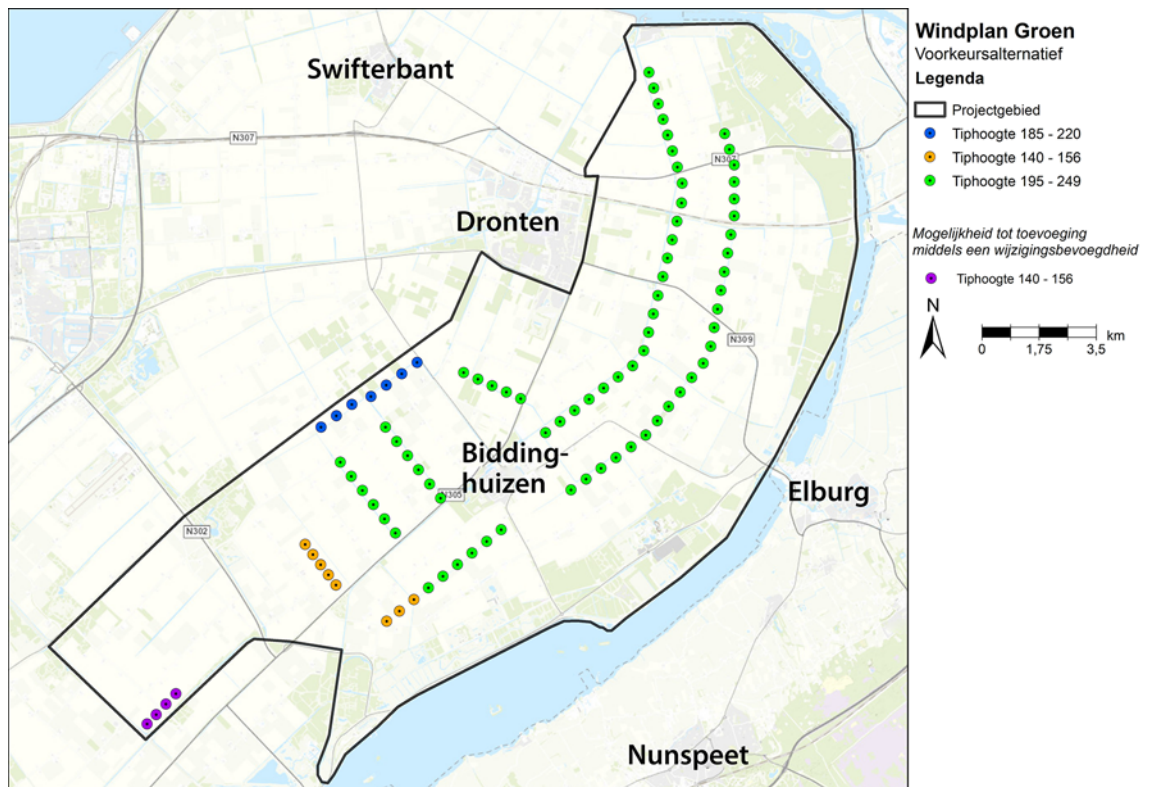 Swifterbant
N307
N307
Dronten
N309
Bidding-
huizen
N305
Elburg
N302
Nunspeet
Windplan Groen
Voorkeursalternatief
Legenda
Projectgebied
Tiphoogte 185 - 220
Tiphoogte 140 - 156
Tiphoogte 195 - 249
Mogelijkheid tot toevoeging
middels een wijzigingsbevoegdheid
Tiphoogte 140 - 156
N
km
0 1,75 3,5